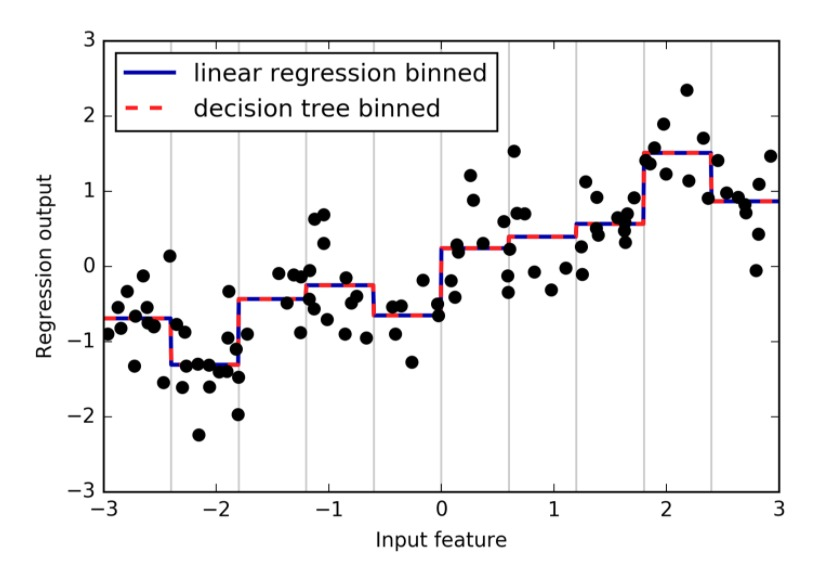 linear regression binned
decision tree binned
3
2
1
0
−1
−2
−3
Regression output
−3 −2 −1 0 1 2 3
Input feature